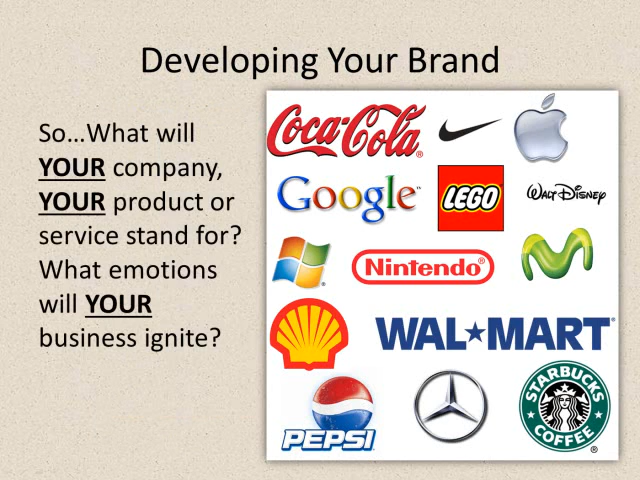 Developing Your Brand
So…What will
YOUR company,
YOUR product or
service stand for?
What emotions
will YOUR
business ignite?
Coca-Cola®
Google™
LEGO
WALT DISNEY
®
Nintendo®
WAL★MART®
PEPSI
STARBUCKS
COFFEE
®